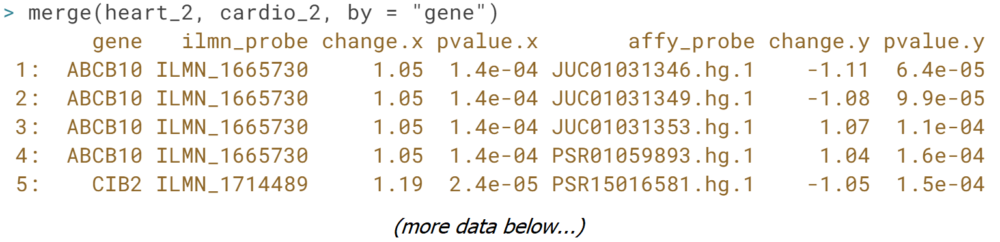 > merge(heart_2, cardio_2, by = "gene")
gene ilmn_probe change.x pvalue.x affy_probe change.y pvalue.y
1: ABCB10 ILMN_1665730 1.05 1.4e-04 JUC01031346.hg.1 -1.11 6.4e-05
2: ABCB10 ILMN_1665730 1.05 1.4e-04 JUC01031349.hg.1 -1.08 9.9e-05
3: ABCB10 ILMN_1665730 1.05 1.4e-04 JUC01031353.hg.1 1.07 1.1e-04
4: ABCB10 ILMN_1665730 1.05 1.4e-04 PSR01059893.hg.1 1.04 1.6e-04
5: CIB2 ILMN_1714489 1.19 2.4e-05 PSR15016581.hg.1 -1.05 1.5e-04
(more data below...)